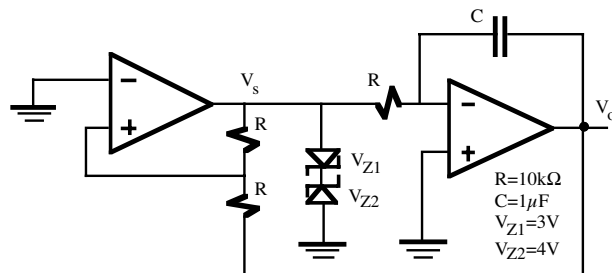 C
V_s
R
R
V_Z1
V_Z2
R
V_o
R=10kΩ
C=1μF
V_Z1=3V
V_Z2=4V